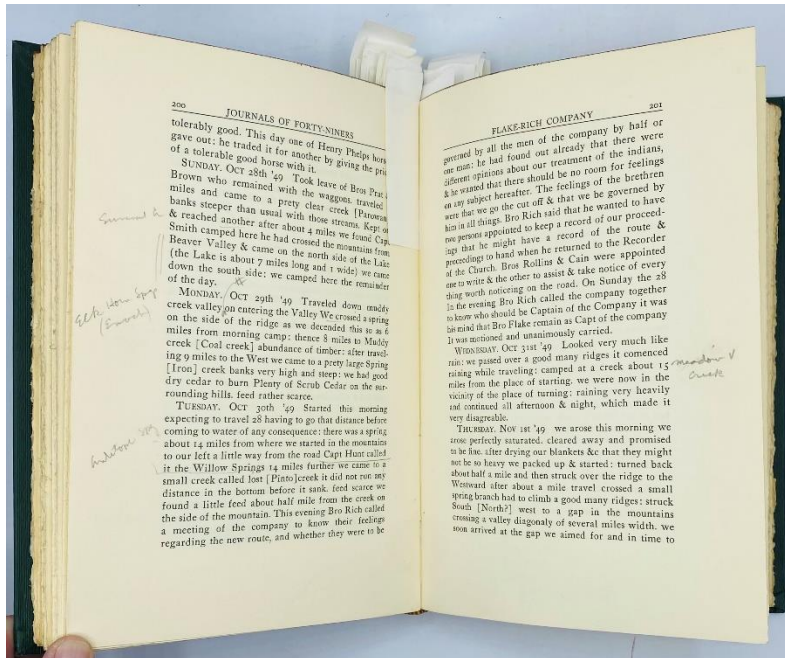 200
JOURNALS OF FORTY-NINERS
tolerably good. This day one of Henry Phelps
gave out: he traded it for another by giving the
of a tolerable good horse with it.
SUNDAY. OCT 28th '49 Took leave of Bros Prat
Brown who remained with the waggons. traveled
miles and came to a pretty clear creek [Parowan
banks steeper than usual with those streams. Kept
& reached another after about 4 miles we found Cap
Smith camped here he had crossed the mountains from
Beaver Valley & came on the north side of the Lake
(the Lake is about 7 miles long and 1 wide) we came
down the south side: we camped here the remainder
of the day.
MONDAY. OCT 29th '49 Traveled down muddy
creek valley on entering the Valley We crossed a spring
on the side of the ridge as we decended this so in 6
miles from morning camp: thence 8 miles to Muddy
creek [Coal creek] abundance of timber: after travel-
ing 9 miles to the West we came to a pretty large Spring
[Iron] creek banks very high and steep: we had good
dry cedar to burn Plenty of Scrub Cedar on the sur-
rounding hills. feed rather scarce.
TUESDAY. OCT 30th '49 Started this morning
expecting to travel 28 having to go that distance before
coming to water of any consequence: there was a spring
about 14 miles from where we started in the mountains
to our left a little way from the road Capt Hunt called
it the Willow Springs 14 miles further we came to a
small creek called lost [Pinto]creek it did not run any
distance in the bottom before it sank. feed scarce we
found a little feed about half mile from the creek on
the side of the mountain. This evening Bro Rich called
a meeting of the company to know their feelings
regarding the new route, and whether they were to be
Elk Horn Spgs
FLAKE-RICH COMPANY
201
governed by all the men of the company by half or
one man: he had found out already that there were
different opinions about our treatment of the indians,
& he wanted that there should be no room for feelings
on any subject hereafter. The feelings of the brethren
were that we go the cut off & that we be governed by
him in all things. Bro Rich said that he wanted to have
two persons appointed to keep a record of our proceed-
ings that he might have a record of the route &
proceedings to hand when he returned to the Recorder
of the Church. Bros Rollins & Cain were appointed
one to write & the other to assist & take notice of every
thing worth noticing on the road. On Sunday the 28
In the evening Bro Rich called the company together
to know who should be Captain of the Company it was
his mind that Bro Flake remain as Capt of the company
It was motioned and unanimously carried.
WEDNESDAY. OCT 31st '49 Looked very much like
rain: we passed over a good many ridges it comenced
raining while traveling: camped at a creek about 15
miles from the place of starting. we were now in the
vicinity of the place of turning: raining very heavily
and continued all afternoon & night, which made it
very disagreable.
THURSDAY. NOV 1st '49 we arose this morning we
arose perfectly saturated. cleared away and promised
to be fine. after drying our blankets &c that they might
not be so heavy we packed up & started: turned back
about half a mile and then struck over the ridge to the
Westward after about a mile travel crossed a small
spring branch had to climb a good many ridges: struck
South [North?] west to a gap in the mountains
crossing a valley diagonaly of several miles width. we
soon arrived at the gap we aimed for and in time to
meadow V
creek